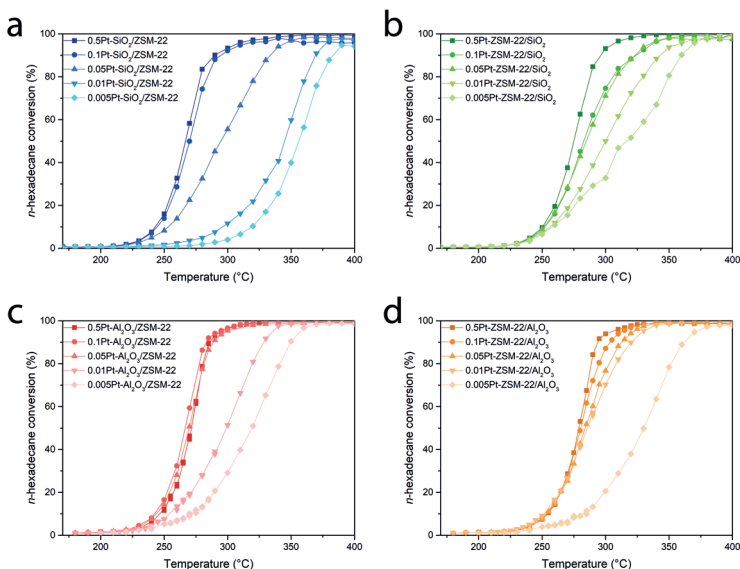 a
n-hexadecane conversion (%)
100
80
60
40
20
0
0.5Pt-SiO₂/ZSM-22
0.1Pt-SiO₂/ZSM-22
0.05Pt-SiO₂/ZSM-22
0.01Pt-SiO₂/ZSM-22
0.005Pt-SiO₂/ZSM-22
200 250 300 350 400
Temperature (°C)
b
n-hexadecane conversion (%)
100
80
60
40
20
0
0.5Pt-ZSM-22/SiO₂
0.1Pt-ZSM-22/SiO₂
0.05Pt-ZSM-22/SiO₂
0.01Pt-ZSM-22/SiO₂
0.005Pt-ZSM-22/SiO₂
200 250 300 350 400
Temperature (°C)
c
n-hexadecane conversion (%)
100
80
60
40
20
0
0.5Pt-Al₂O₃/ZSM-22
0.1Pt-Al₂O₃/ZSM-22
0.05Pt-Al₂O₃/ZSM-22
0.01Pt-Al₂O₃/ZSM-22
0.005Pt-Al₂O₃/ZSM-22
200 250 300 350 400
Temperature (°C)
d
n-hexadecane conversion (%)
100
80
60
40
20
0
0.5Pt-ZSM-22/Al₂O₃
0.1Pt-ZSM-22/Al₂O₃
0.05Pt-ZSM-22/Al₂O₃
0.01Pt-ZSM-22/Al₂O₃
0.005Pt-ZSM-22/Al₂O₃
200 250 300 350 400
Temperature (°C)